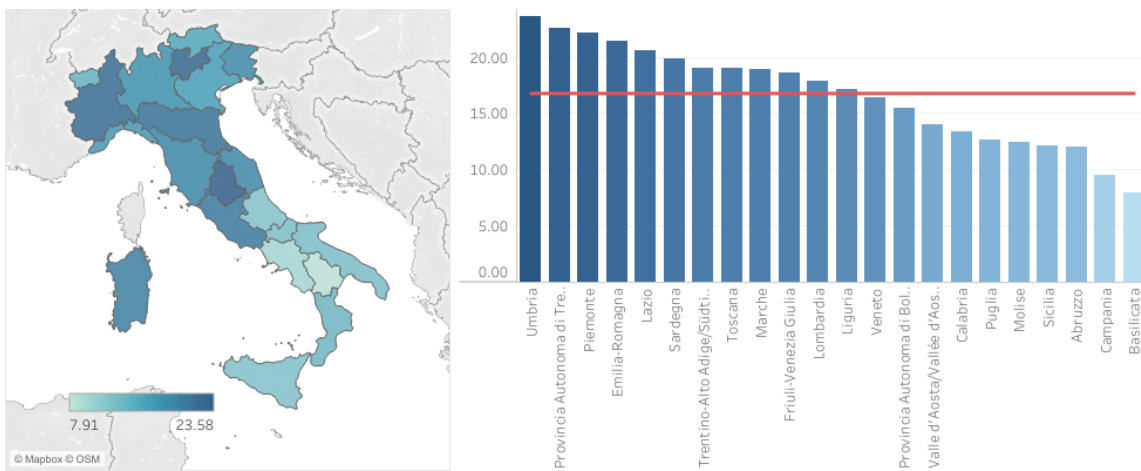 7.91
23.58
© Mapbox © OSM
20.00
15.00
10.00
5.00
0.00
Umbria
Provincia Autonoma di Tre..
Piemonte
Emilia-Romagna
Lazio
Sardegna
Trentino-Alto Adige/Südti..
Toscana
Marche
Friuli-Venezia Giulia
Lombardia
Liguria
Veneto
Provincia Autonoma di Bol..
Valle d'Aosta/Vallée d'Aos..
Calabria
Puglia
Molise
Sicilia
Abruzzo
Campania
Basilicata